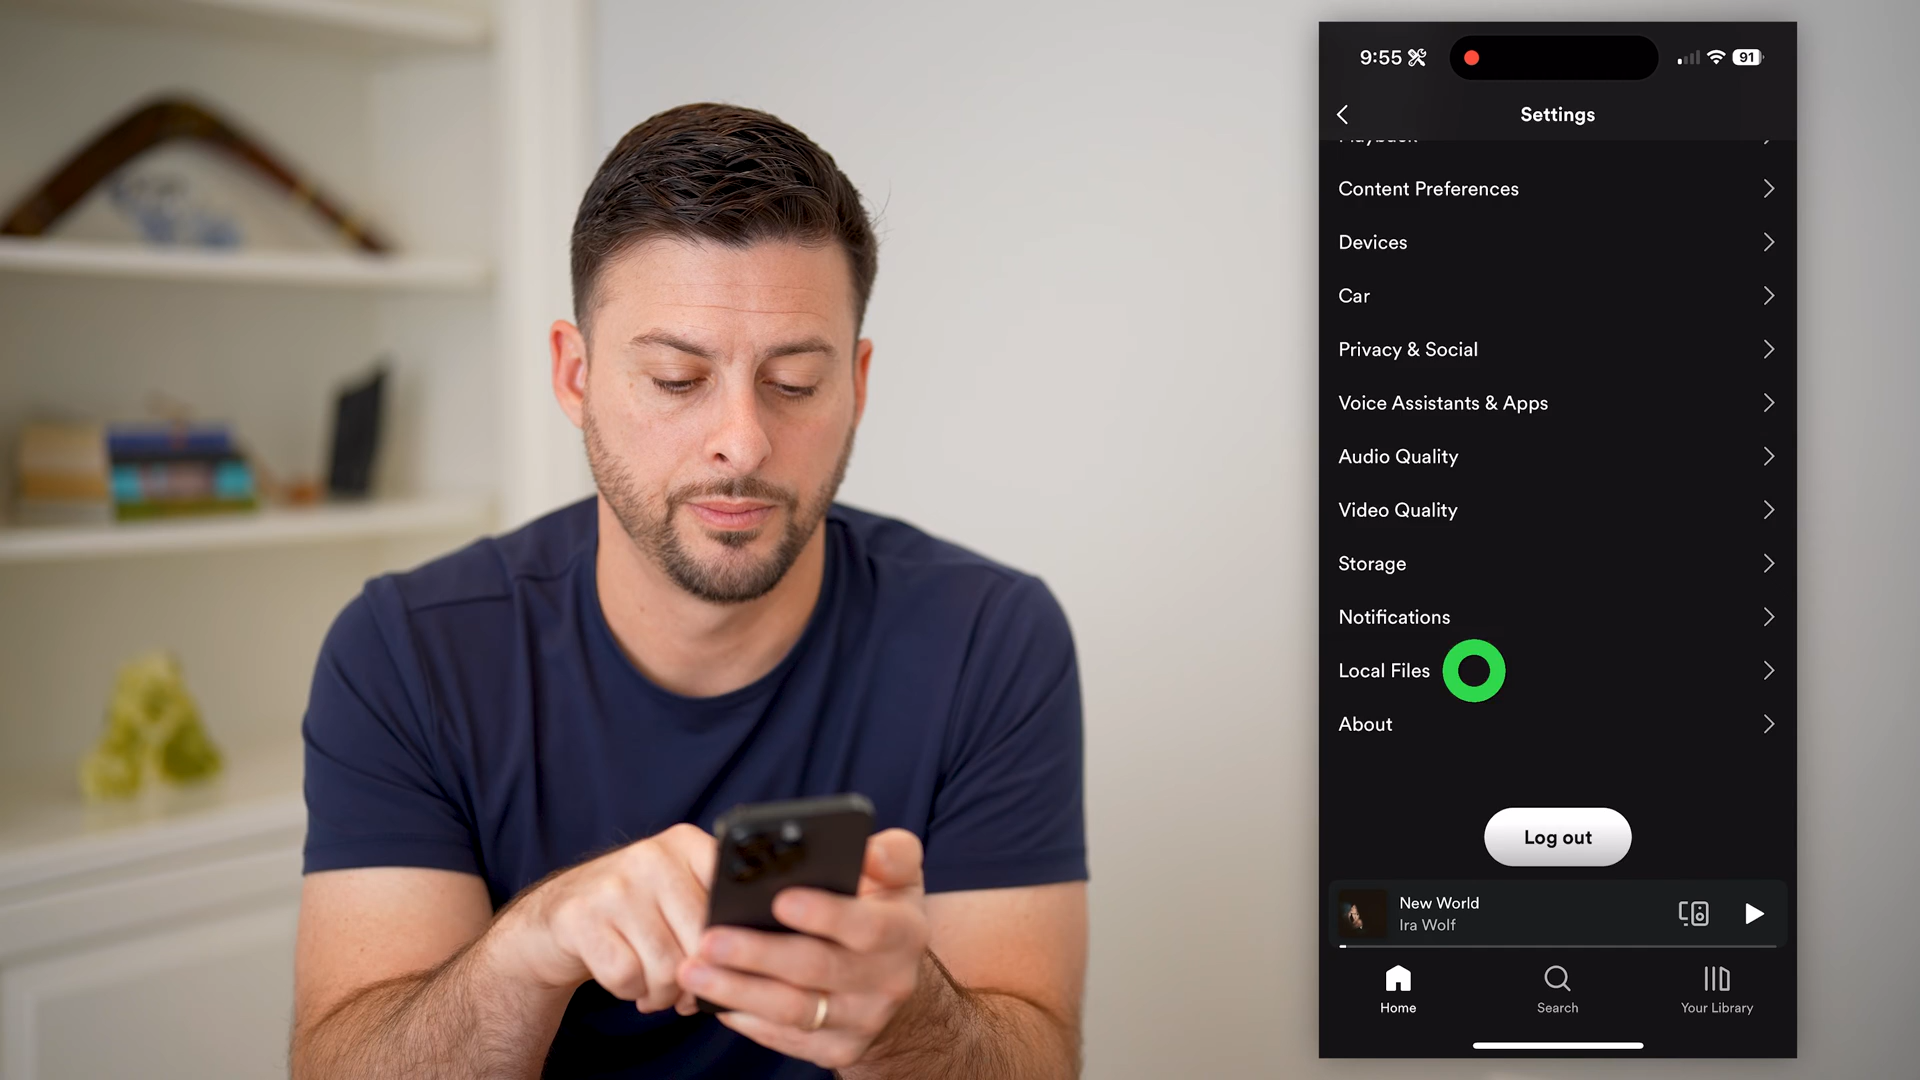 9:55
91
Settings
Playback
Content Preferences
Devices
Car
Privacy & Social
Voice Assistants & Apps
Audio Quality
Video Quality
Storage
Notifications
Local Files
About
Log out
New World
Ira Wolf
Home
Search
Your Library